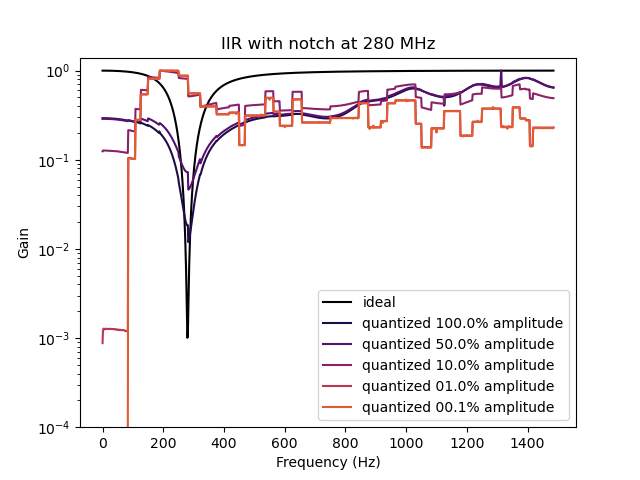 IIR with notch at 280 MHz
Gain
10⁰
10⁻¹
10⁻²
10⁻³
10⁻⁴
ideal
quantized 100.0% amplitude
quantized 50.0% amplitude
quantized 10.0% amplitude
quantized 01.0% amplitude
quantized 00.1% amplitude
0 200 400 600 800 1000 1200 1400
Frequency (Hz)